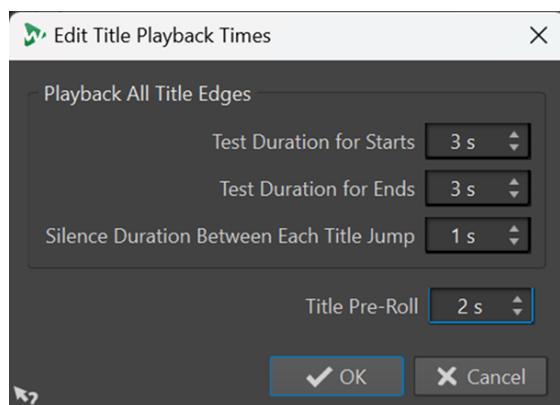 Edit Title Playback Times
Playback All Title Edges
Test Duration for Starts 3 s
Test Duration for Ends 3 s
Silence Duration Between Each Title Jump 1 s
Title Pre-Roll 2 s
OK Cancel